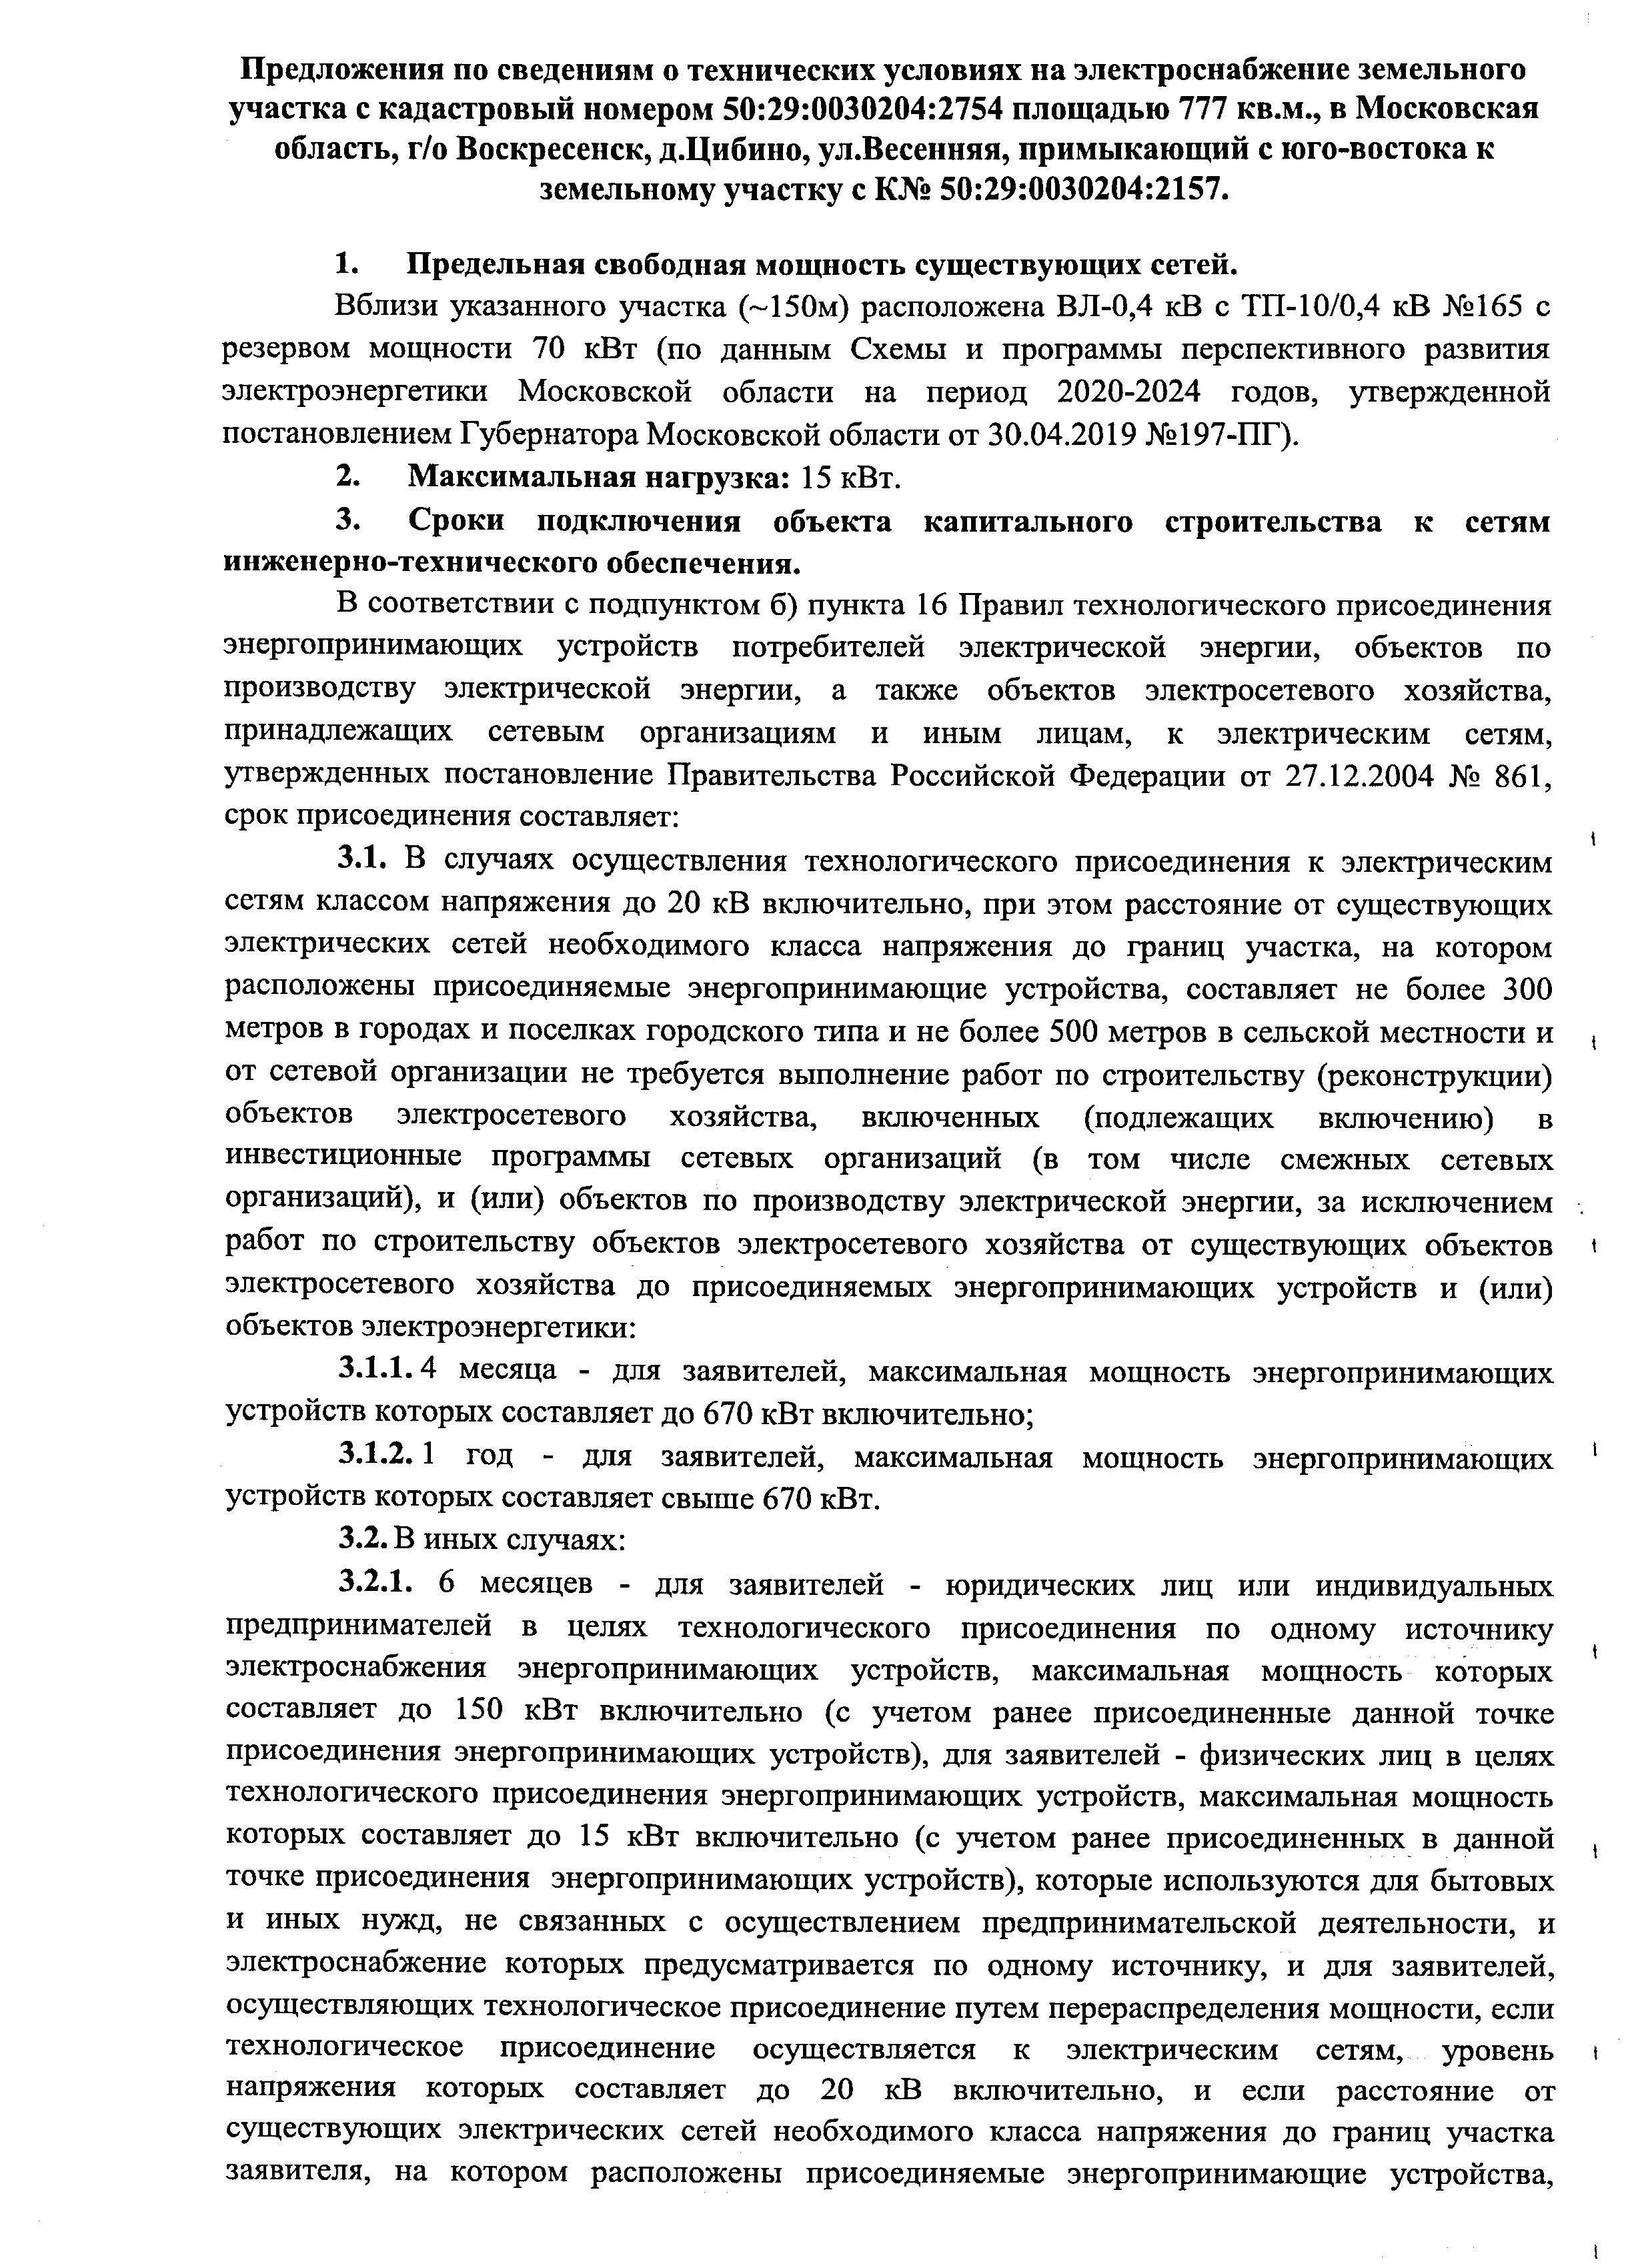 Предложения по сведениям о технических условиях на электроснабжение земельного
участка с кадастровый номером 50:29:0030204:2754 площадью 777 кв.м., в Московская
область, г/о Воскресенск, д.Цибино, ул.Весенняя, примыкающий с юго-востока к
земельному участку с К№ 50:29:0030204:2157.
1. Предельная свободная мощность существующих сетей.
Вблизи указанного участка (~150м) расположена ВЛ-0,4 кВ с ТП-10/0,4 кВ №165 с
резервом мощности 70 кВт (по данным Схемы и программы перспективного развития
электроэнергетики Московской области на период 2020-2024 годов, утвержденной
постановлением Губернатора Московской области от 30.04.2019 №197-ПГ).
2. Максимальная нагрузка: 15 кВт.
3. Сроки подключения объекта капитального строительства к сетям
инженерно-технического обеспечения.
В соответствии с подпунктом б) пункта 16 Правил технологического присоединения
энергопринимающих устройств потребителей электрической энергии, объектов по
производству электрической энергии, а также объектов электросетевого хозяйства,
принадлежащих сетевым организациям и иным лицам, к электрическим сетям,
утвержденных постановление Правительства Российской Федерации от 27.12.2004 № 861,
срок присоединения составляет:
3.1. В случаях осуществления технологического присоединения к электрическим
сетям классом напряжения до 20 кВ включительно, при этом расстояние от существующих
электрических сетей необходимого класса напряжения до границ участка, на котором
расположены присоединяемые энергопринимающие устройства, составляет не более 300
метров в городах и поселках городского типа и не более 500 метров в сельской местности и
от сетевой организации не требуется выполнение работ по строительству (реконструкции)
объектов электросетевого хозяйства, включенных (подлежащих включению) в
инвестиционные программы сетевых организаций (в том числе смежных сетевых
организаций), и (или) объектов по производству электрической энергии, за исключением
работ по строительству объектов электросетевого хозяйства от существующих объектов
электросетевого хозяйства до присоединяемых энергопринимающих устройств и (или)
объектов электроэнергетики:
3.1.1. 4 месяца - для заявителей, максимальная мощность энергопринимающих
устройств которых составляет до 670 кВт включительно;
3.1.2. 1 год - для заявителей, максимальная мощность энергопринимающих
устройств которых составляет свыше 670 кВт.
3.2. В иных случаях:
3.2.1. 6 месяцев - для заявителей - юридических лиц или индивидуальных
предпринимателей в целях технологического присоединения по одному источнику
электроснабжения энергопринимающих устройств, максимальная мощность которых
составляет до 150 кВт включительно (с учетом ранее присоединенные данной точке
присоединения энергопринимающих устройств), для заявителей - физических лиц в целях
технологического присоединения энергопринимающих устройств, максимальная мощность
которых составляет до 15 кВт включительно (с учетом ранее присоединенных в данной
точке присоединения энергопринимающих устройств), которые используются для бытовых
и иных нужд, не связанных с осуществлением предпринимательской деятельности, и
электроснабжение которых предусматривается по одному источнику, и для заявителей,
осуществляющих технологическое присоединение путем перераспределения мощности, если
технологическое присоединение осуществляется к электрическим сетям, уровень
напряжения которых составляет до 20 кВ включительно, и если расстояние от
существующих электрических сетей необходимого класса напряжения до границ участка
заявителя, на котором расположены присоединяемые энергопринимающие устройства,